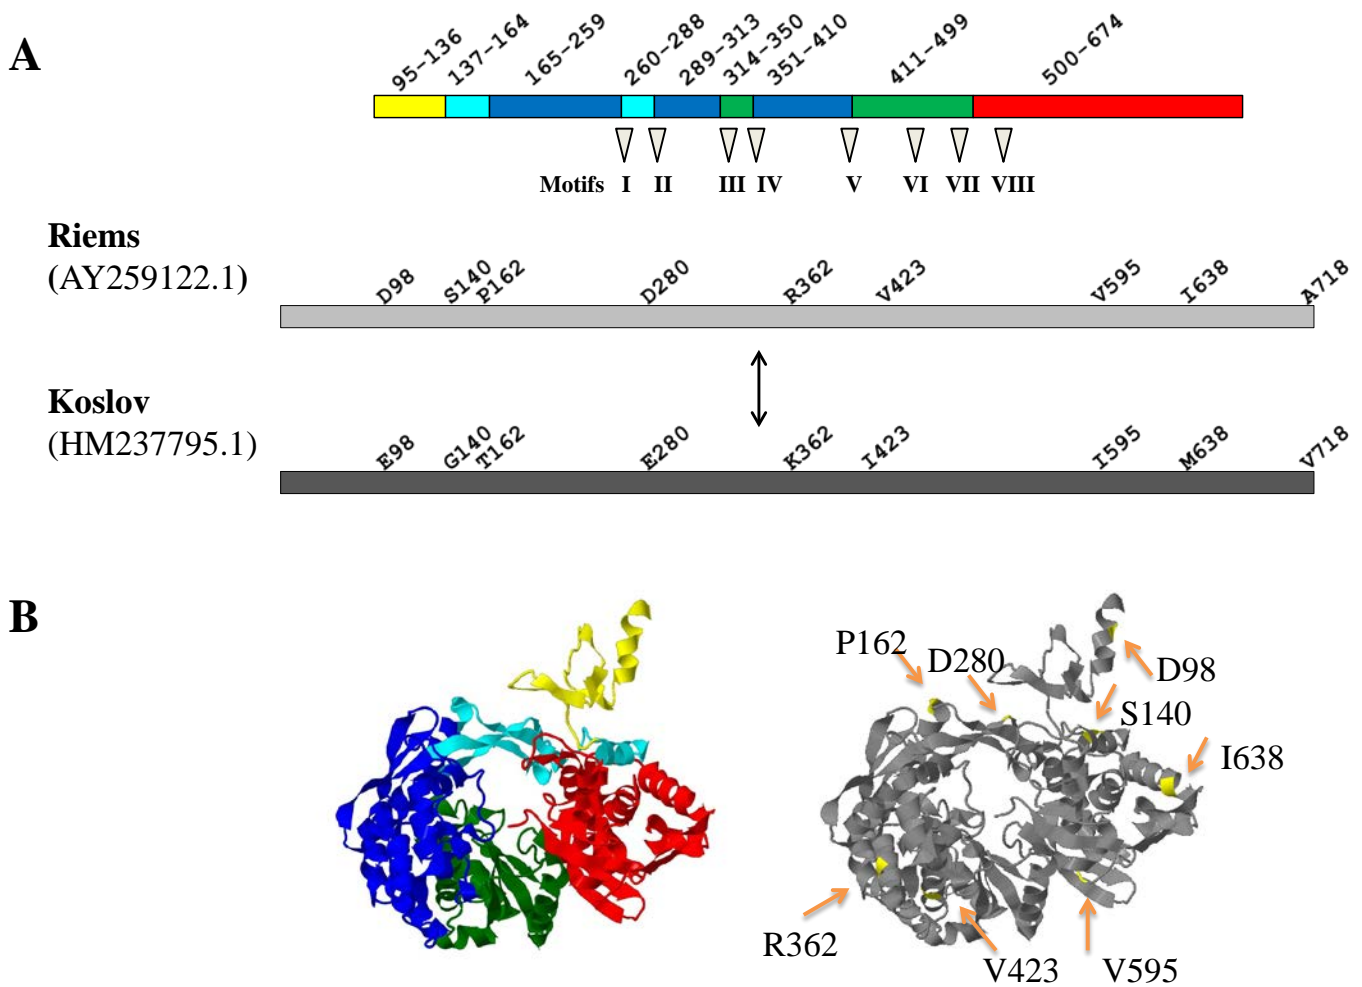 A
95-136 137-164 165-259 260-288 289-313 314-350 351-410 411-499 500-674
Motifs I II III IV V VI VII VIII
Riems
(AY259122.1)
D98 S140 P162 D280 R362 V423 V595 I638 A718
Koslov
(HM237795.1)
E98 G140 T162 E280 K362 I423 I595 M638 V718
B
P162
D280
D98
S140
I638
R362
V423
V595